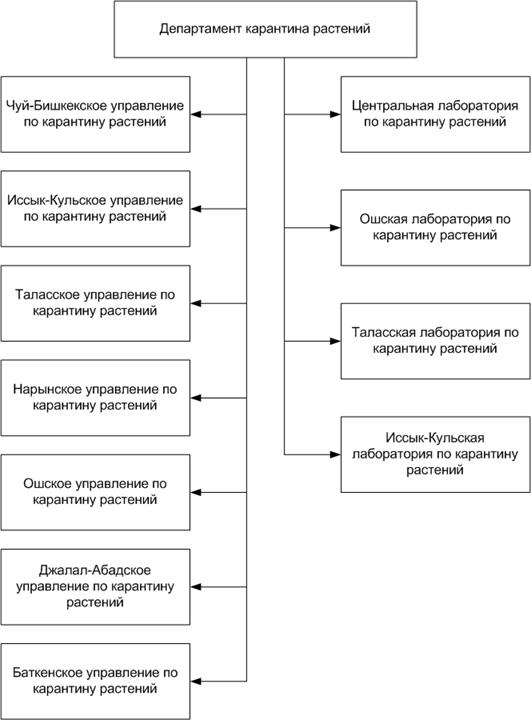 Департамент карантина растений
Чуй-Бишкекское управление
по карантину растений
Иссык-Кульское управление
по карантину растений
Таласское управление по
карантину растений
Нарынское управление по
карантину растений
Ошское управление по
карантину растений
Джалал-Абадское
управление по карантину
растений
Баткенское управление по
карантину растений
Центральная лаборатория
по карантину растений
Ошская лаборатория по
карантину растений
Таласская лаборатория по
карантину растений
Иссык-Кульская
лаборатория по карантину
растений